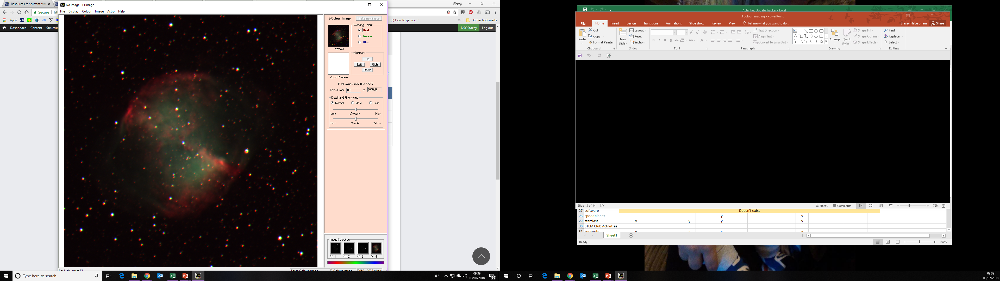 Resources for current sta
No Image - LTImage
Stacey
Secure
htt
Apps
(6) How to get your
Other bookmarks
Dashboard Content Structur
NSOStacey Log out
File Display Colour Image Astro Help
3-Colour Image Make new image
Working Colour
Red
Green
Blue
Preview
Alignment
Up
Left Right
Down
Zoom Preview
Pixel values from: 0 to 52797
Colour from: 0.0 to 5797.0
Detail and Fine-tuning
Normal More Less
Low Contrast High
Pink Shade Yellow
Image Selection
1 2 3 4
Type here to search
09:39
03/07/2018
26
Activities Update Tracker - Excel
3 colour imaging - PowerPoint
File Home Insert Design Transitions Animations Slide Show Review View Tell me what you want to do... Stacey Habergham Share
Paste
Cut
Copy
Format Painter
Clipboard
New Slide
Layout
Reset
Section
Slides
B I U S abc AV Aa A
Font
Text Direction
Align Text
Convert to SmartArt
Paragraph
Arrange
Quick Styles
Shape Fill
Shape Outline
Shape Effects
Drawing
Find
Replace
Select
Editing
Slide 13 of 14
Notes Comments 72%
27 software Doesn't exist
28 speedplanet y y
29 starclass y y y y
30 STEM Club Activities
31 sunspots
Sheet1
Ready 100%
09:39
03/07/2018